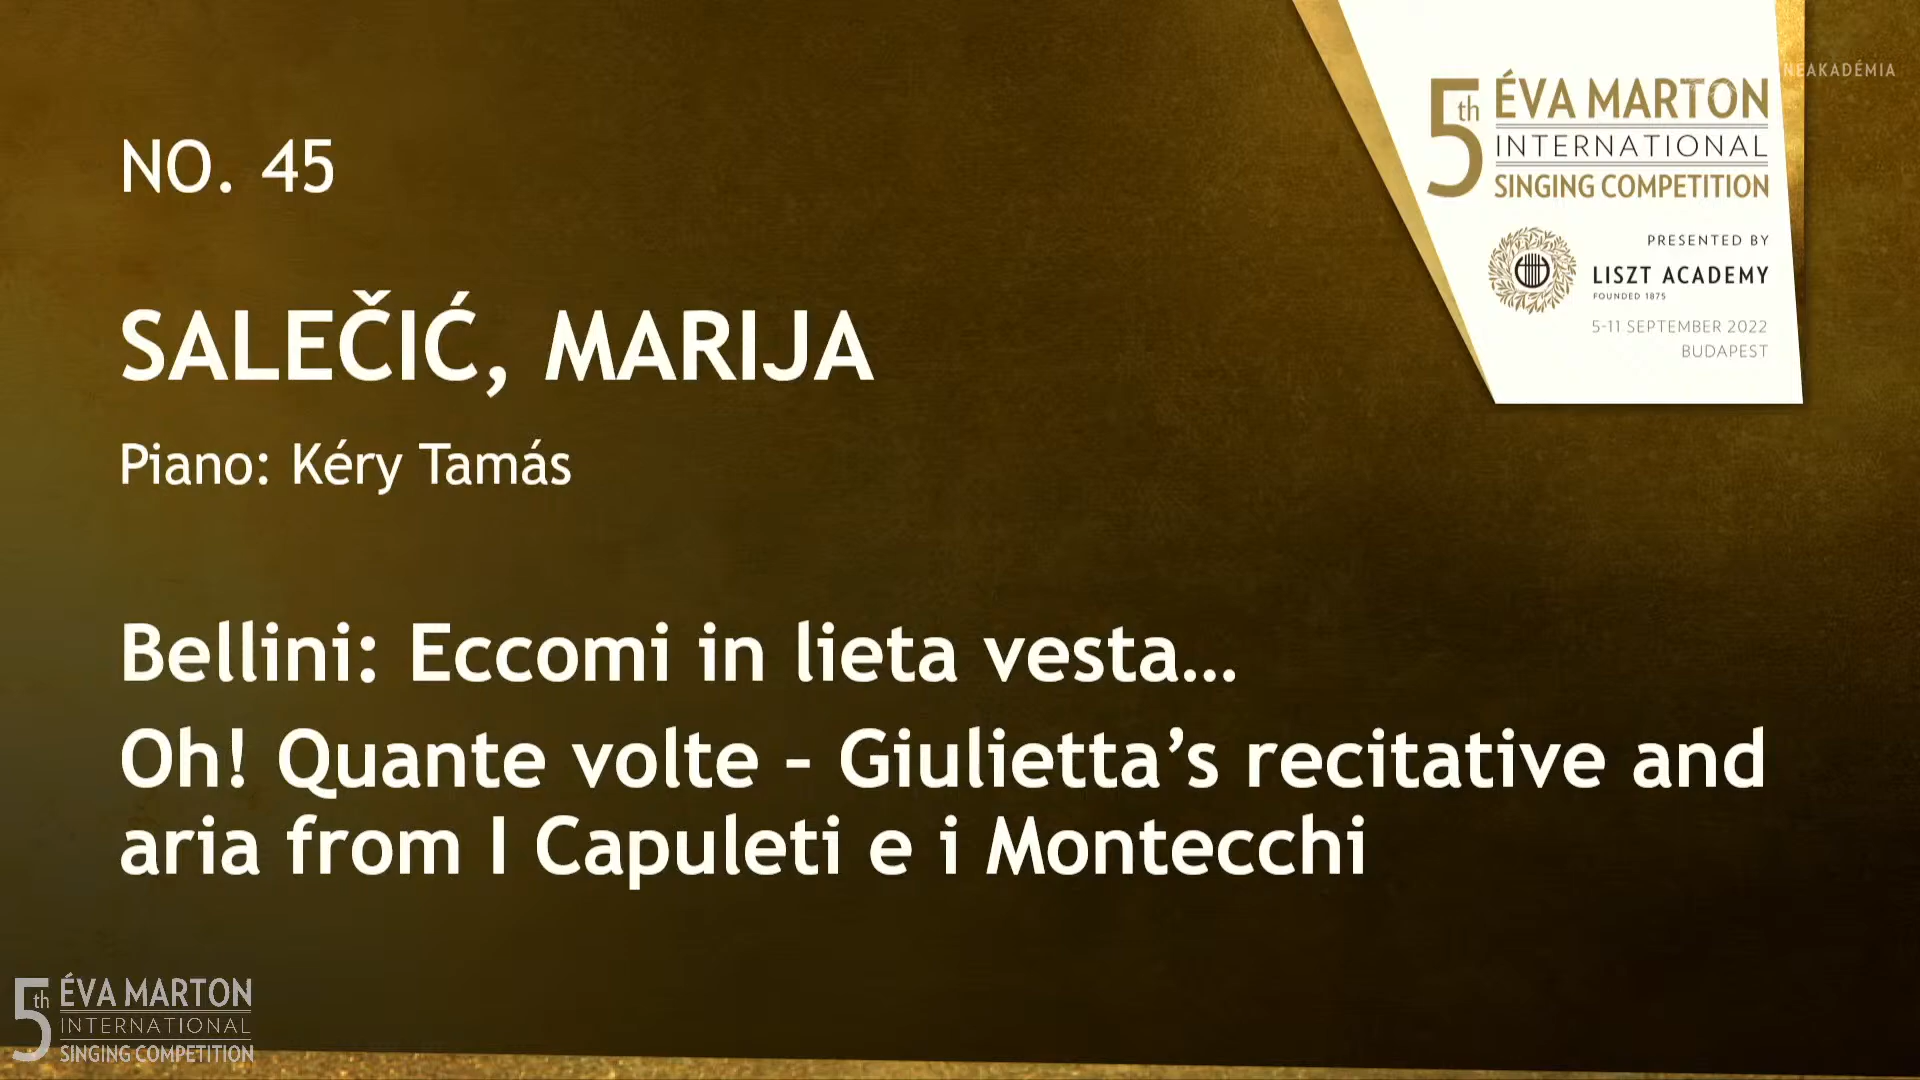 NO. 45
SALEČIĆ, MARIJA
Piano: Kéry Tamás
Bellini: Eccomi in lieta vesta…
Oh! Quante volte – Giulietta’s recitative and
aria from I Capuleti e i Montecchi
5th ÉVA MARTON
INTERNATIONAL
SINGING COMPETITION
PRESENTED BY
LISZT ACADEMY
FOUNDED 1875
5-11 SEPTEMBER 2022
BUDAPEST
NEAKADÉMIA
5th ÉVA MARTON
INTERNATIONAL
SINGING COMPETITION